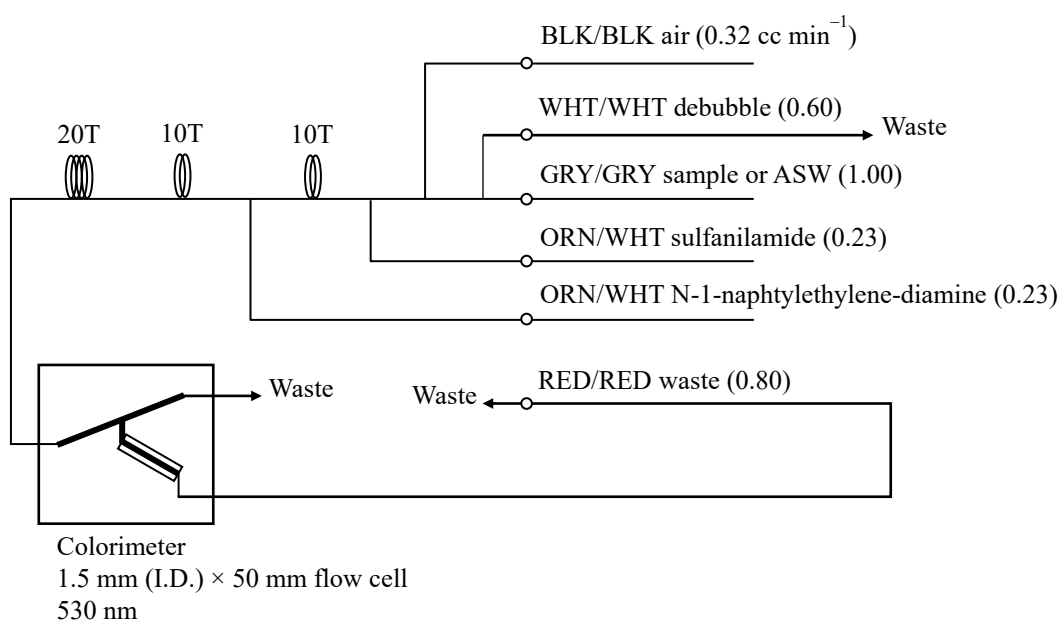 BLK/BLK air (0.32 cc min⁻¹)
WHT/WHT debubble (0.60)
Waste
20T
10T
10T
GRY/GRY sample or ASW (1.00)
ORN/WHT sulfanilamide (0.23)
ORN/WHT N-1-naphtylethylene-diamine (0.23)
RED/RED waste (0.80)
Waste
Waste
Colorimeter
1.5 mm (I.D.) × 50 mm flow cell
530 nm